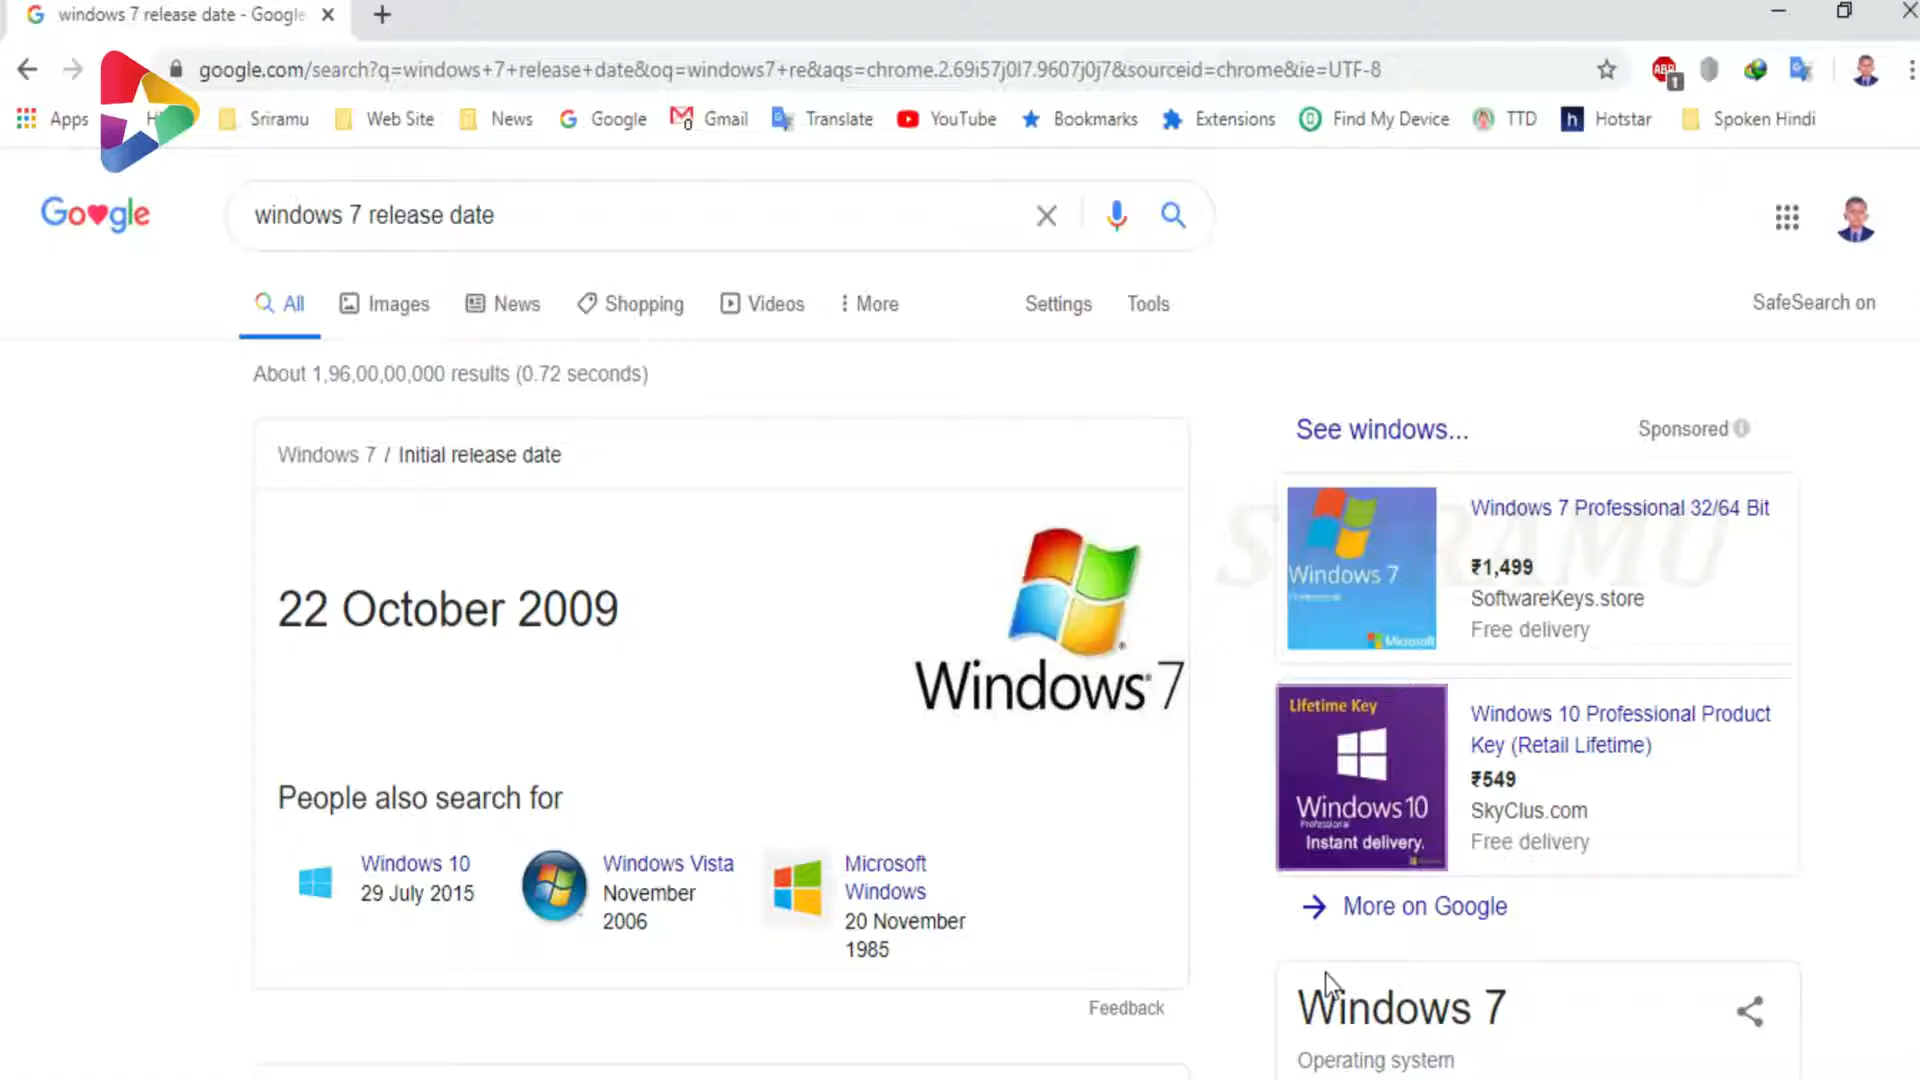 windows 7 release date - Google
google.com/search?q=windows+7+release+date&oq=windows7+re&aqs=chrome.2.69i57j0l7.9607j0j7&sourceid=chrome&ie=UTF-8
ABP
1
Apps
Sriramu
Web Site
News
Google
Gmail
Translate
YouTube
Bookmarks
Extensions
Find My Device
TTD
h Hotstar
Spoken Hindi
Google
windows 7 release date
All
Images
News
Shopping
Videos
More
Settings
Tools
SafeSearch on
About 1,96,00,00,000 results (0.72 seconds)
Windows 7 / Initial release date
22 October 2009
Windows 7
People also search for
Windows 10
29 July 2015
Windows Vista
November
2006
Microsoft
Windows
20 November
1985
Feedback
See windows...
Sponsored
Windows 7
Microsoft
Windows 7 Professional 32/64 Bit
₹1,499
SoftwareKeys.store
Free delivery
Lifetime Key
Windows 10
Professional
Instant delivery.
Windows 10 Professional Product
Key (Retail Lifetime)
₹549
SkyClus.com
Free delivery
More on Google
Windows 7
Operating system